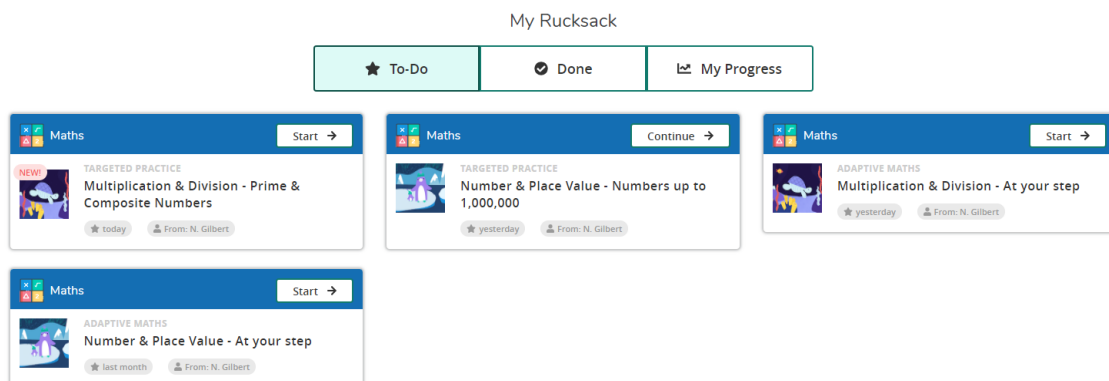 My Rucksack
To-Do
Done
My Progress
Maths
Start
NEW!
TARGETED PRACTICE
Multiplication & Division - Prime &
Composite Numbers
today
From: N. Gilbert
Maths
Continue
TARGETED PRACTICE
Number & Place Value - Numbers up to
1,000,000
yesterday
From: N. Gilbert
Maths
Start
ADAPTIVE MATHS
Multiplication & Division - At your step
yesterday
From: N. Gilbert
Maths
Start
ADAPTIVE MATHS
Number & Place Value - At your step
last month
From: N. Gilbert